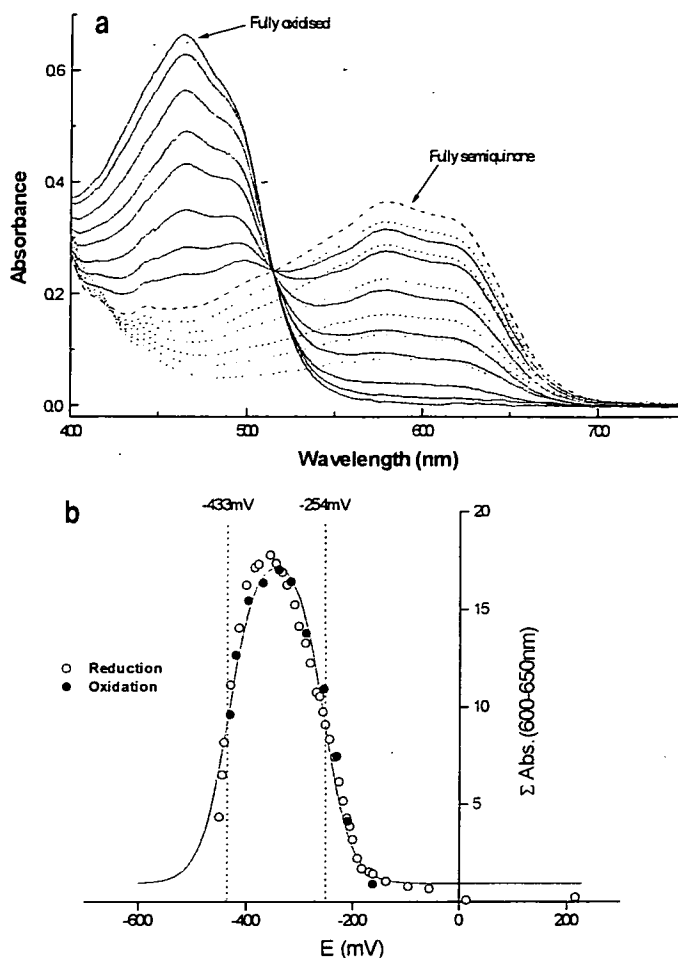 a
Fully oxidised
Fully semiquinone
Absorbance
0.6
0.4
0.2
0.0
400
500
600
700
Wavelength (nm)
b
-433mV
-254mV
Reduction
Oxidation
20
15
10
5
Σ Abs.(600-650nm)
-600
-400
-200
0
200
E (mV)